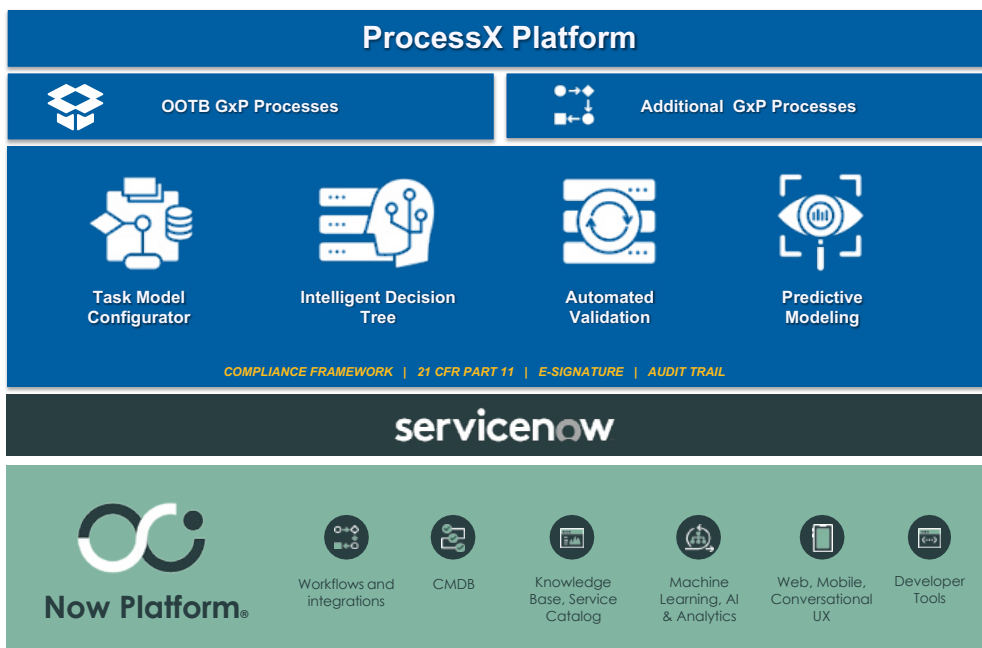 ProcessX Platform
OOTB GxP Processes
Additional GxP Processes
Task Model
Configurator
Intelligent Decision
Tree
Automated
Validation
Predictive
Modeling
COMPLIANCE FRAMEWORK | 21 CFR PART 11 | E-SIGNATURE | AUDIT TRAIL
servicenow
Now Platform®
Workflows and
integrations
CMDB
Knowledge
Base, Service
Catalog
Machine
Learning, AI
& Analytics
Web, Mobile,
Conversational
UX
Developer
Tools